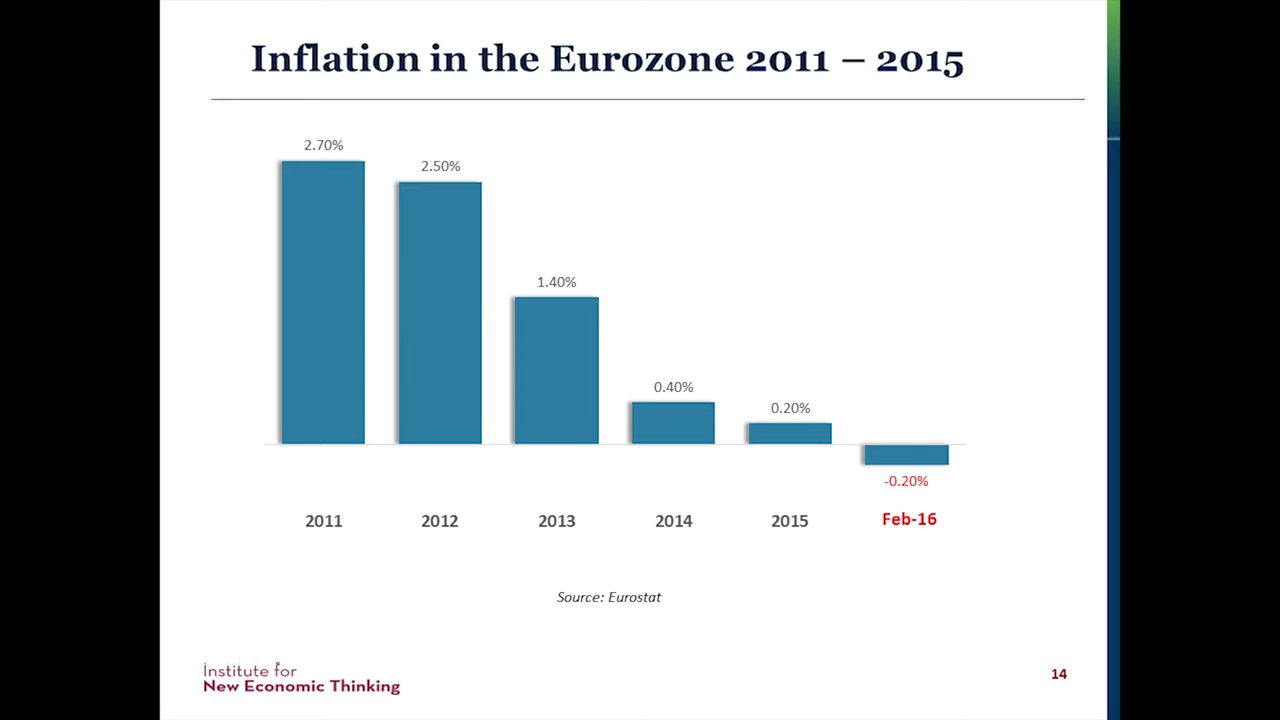 Inflation in the Eurozone 2011 – 2015
2.70%
2.50%
1.40%
0.40%
0.20%
-0.20%
2011 2012 2013 2014 2015 Feb-16
Source: Eurostat
Institute for
New Economic Thinking
14